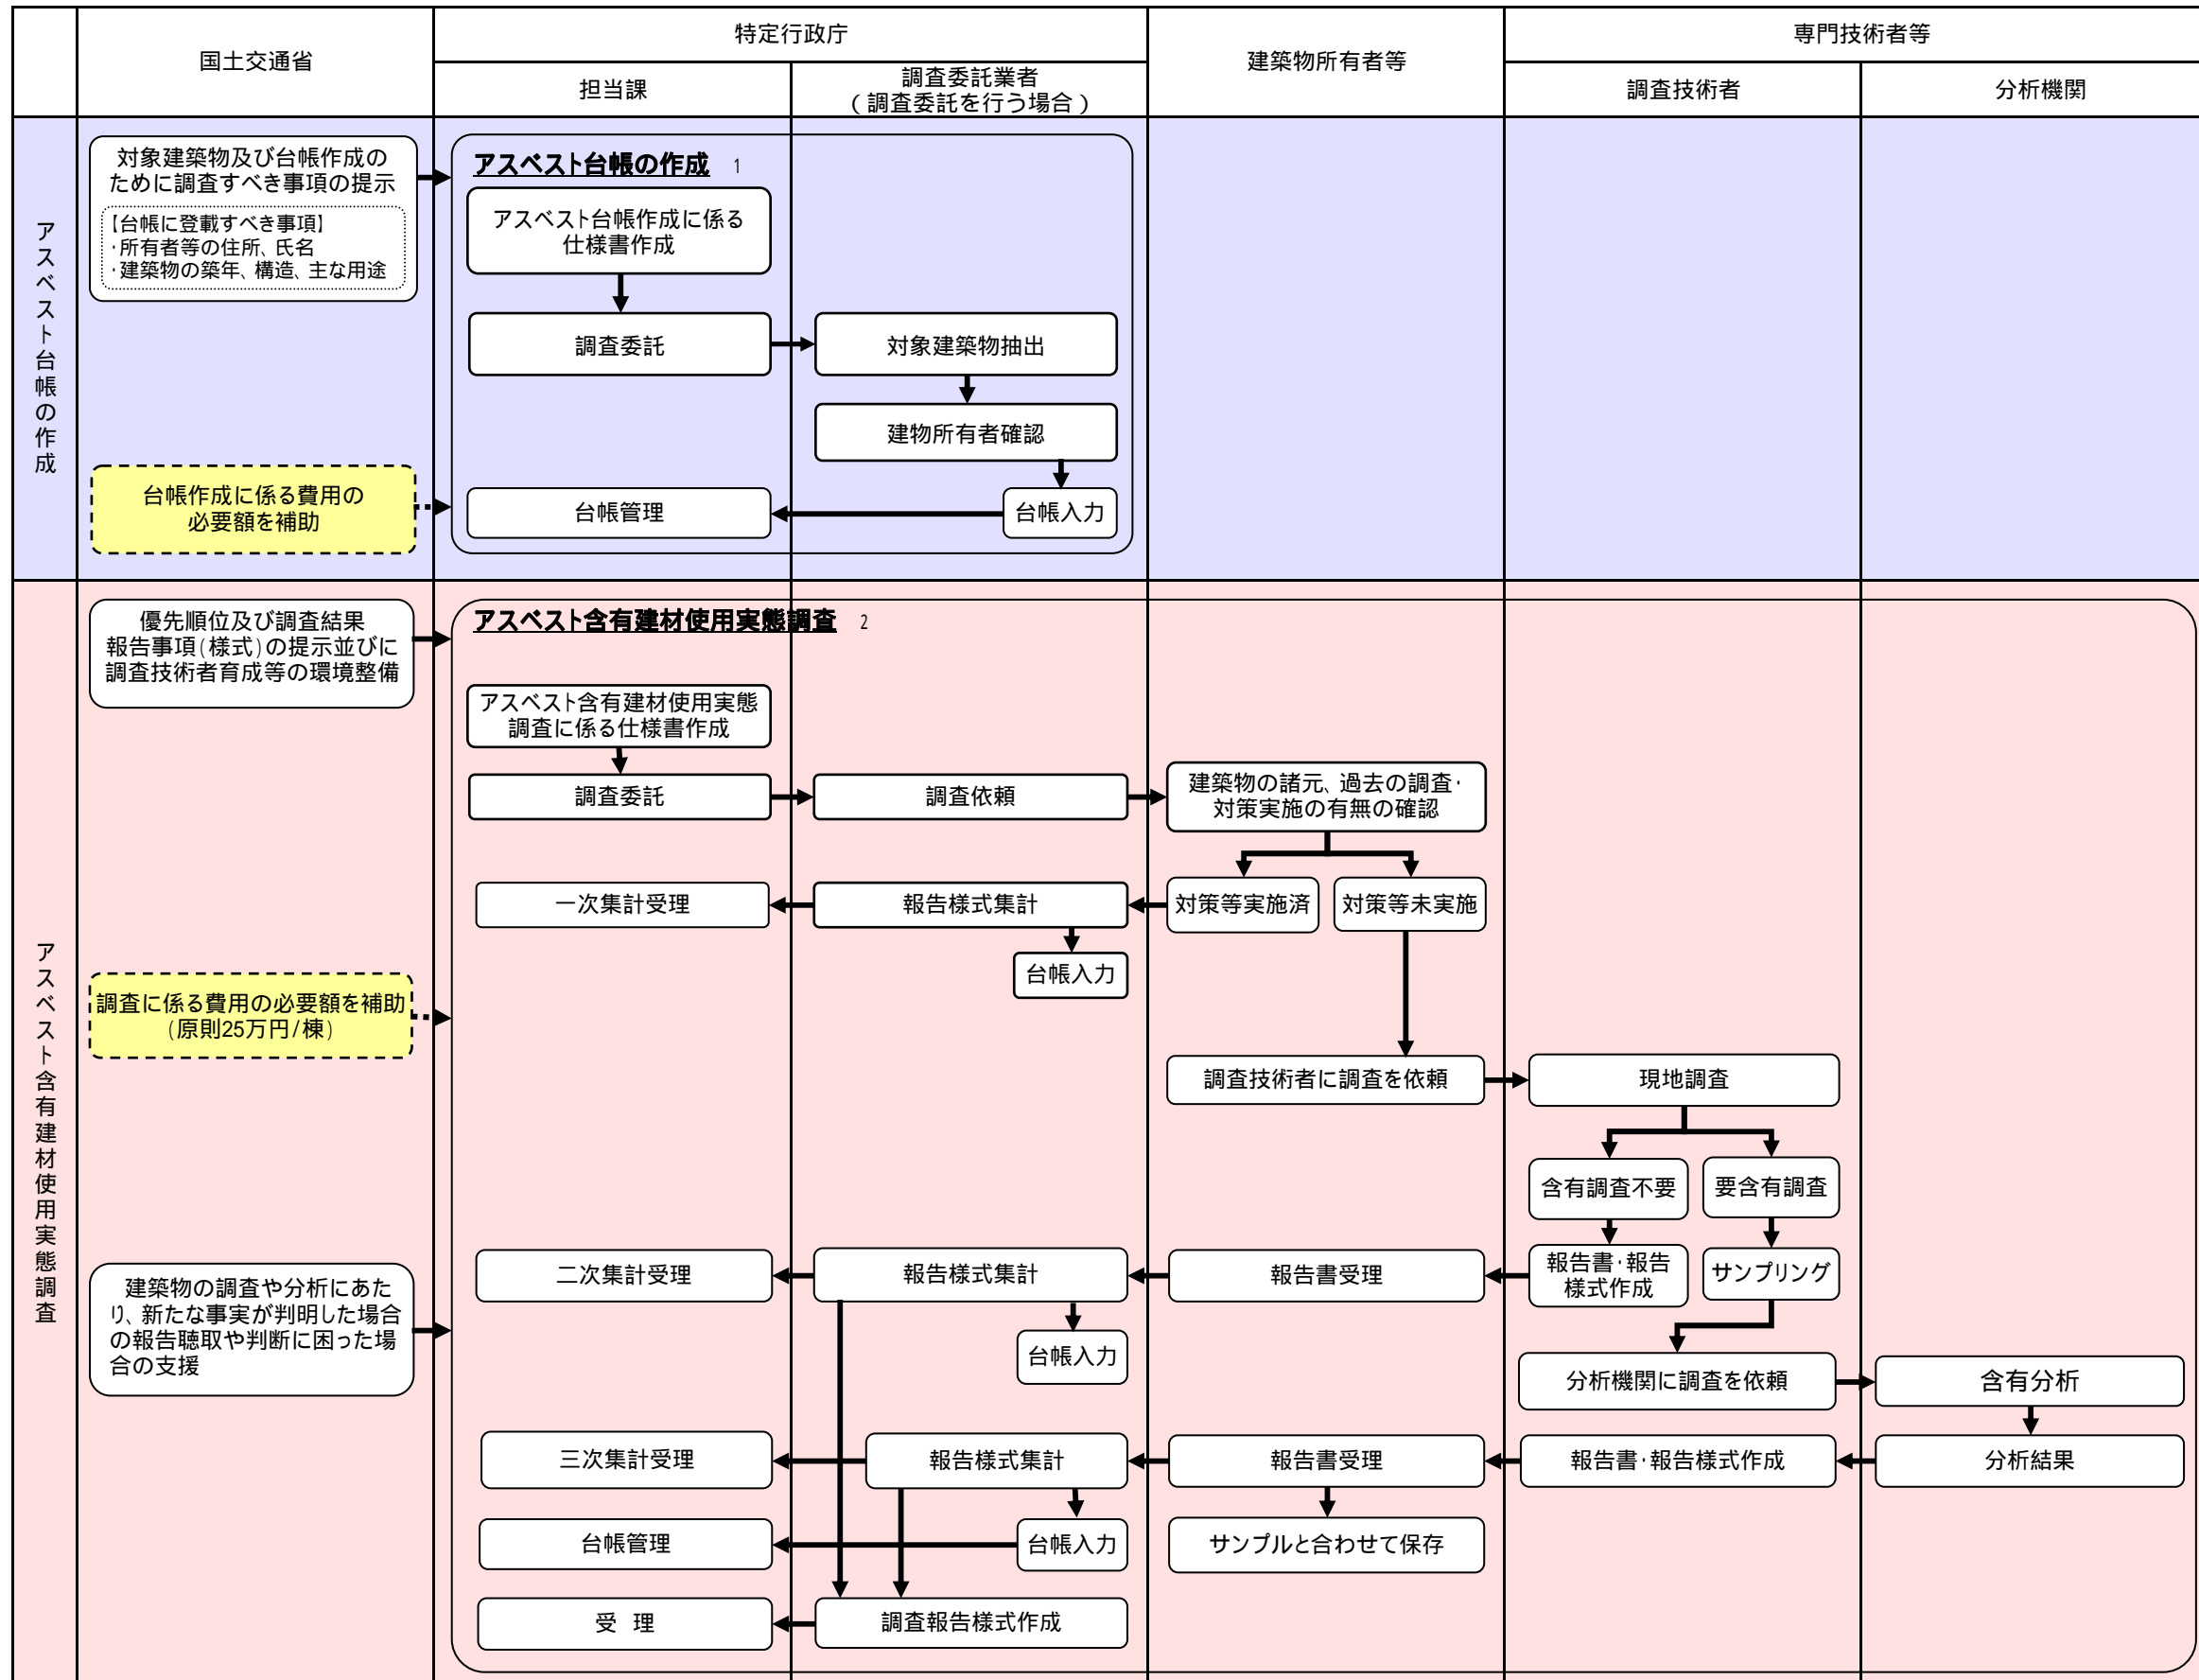 国土交通省
特定行政庁
担当課
調査委託業者
（調査委託を行う場合）
建築物所有者等
専門技術者等
調査技術者
分析機関
アスベスト台帳の作成
対象建築物及び台帳作成の
ために調査すべき事項の提示
【台帳に登載すべき事項】
・所有者等の住所、氏名
・建築物の築年、構造、主な用途
台帳作成に係る費用の
必要額を補助
アスベスト台帳の作成 1
アスベスト台帳作成に係る
仕様書作成
調査委託
対象建築物抽出
建物所有者確認
台帳管理
台帳入力
アスベスト含有建材使用実態調査
優先順位及び調査結果
報告事項（様式）の提示並びに
調査技術者育成等の環境整備
調査に係る費用の必要額を補助
（原則25万円/棟）
建築物の調査や分析にあた
り、新たな事実が判明した場合
の報告聴取や判断に困った場
合の支援
アスベスト含有建材使用実態調査 2
アスベスト含有建材使用実態
調査に係る仕様書作成
調査委託
調査依頼
建築物の諸元、過去の調査・
対策実施の有無の確認
一次集計受理
報告様式集計
対策等実施済
対策等未実施
台帳入力
調査技術者に調査を依頼
現地調査
含有調査不要
要含有調査
二次集計受理
報告様式集計
報告書受理
報告書・報告
様式作成
サンプリング
台帳入力
分析機関に調査を依頼
含有分析
三次集計受理
報告様式集計
報告書受理
報告書・報告様式作成
分析結果
台帳管理
台帳入力
サンプルと合わせて保存
受　理
調査報告様式作成